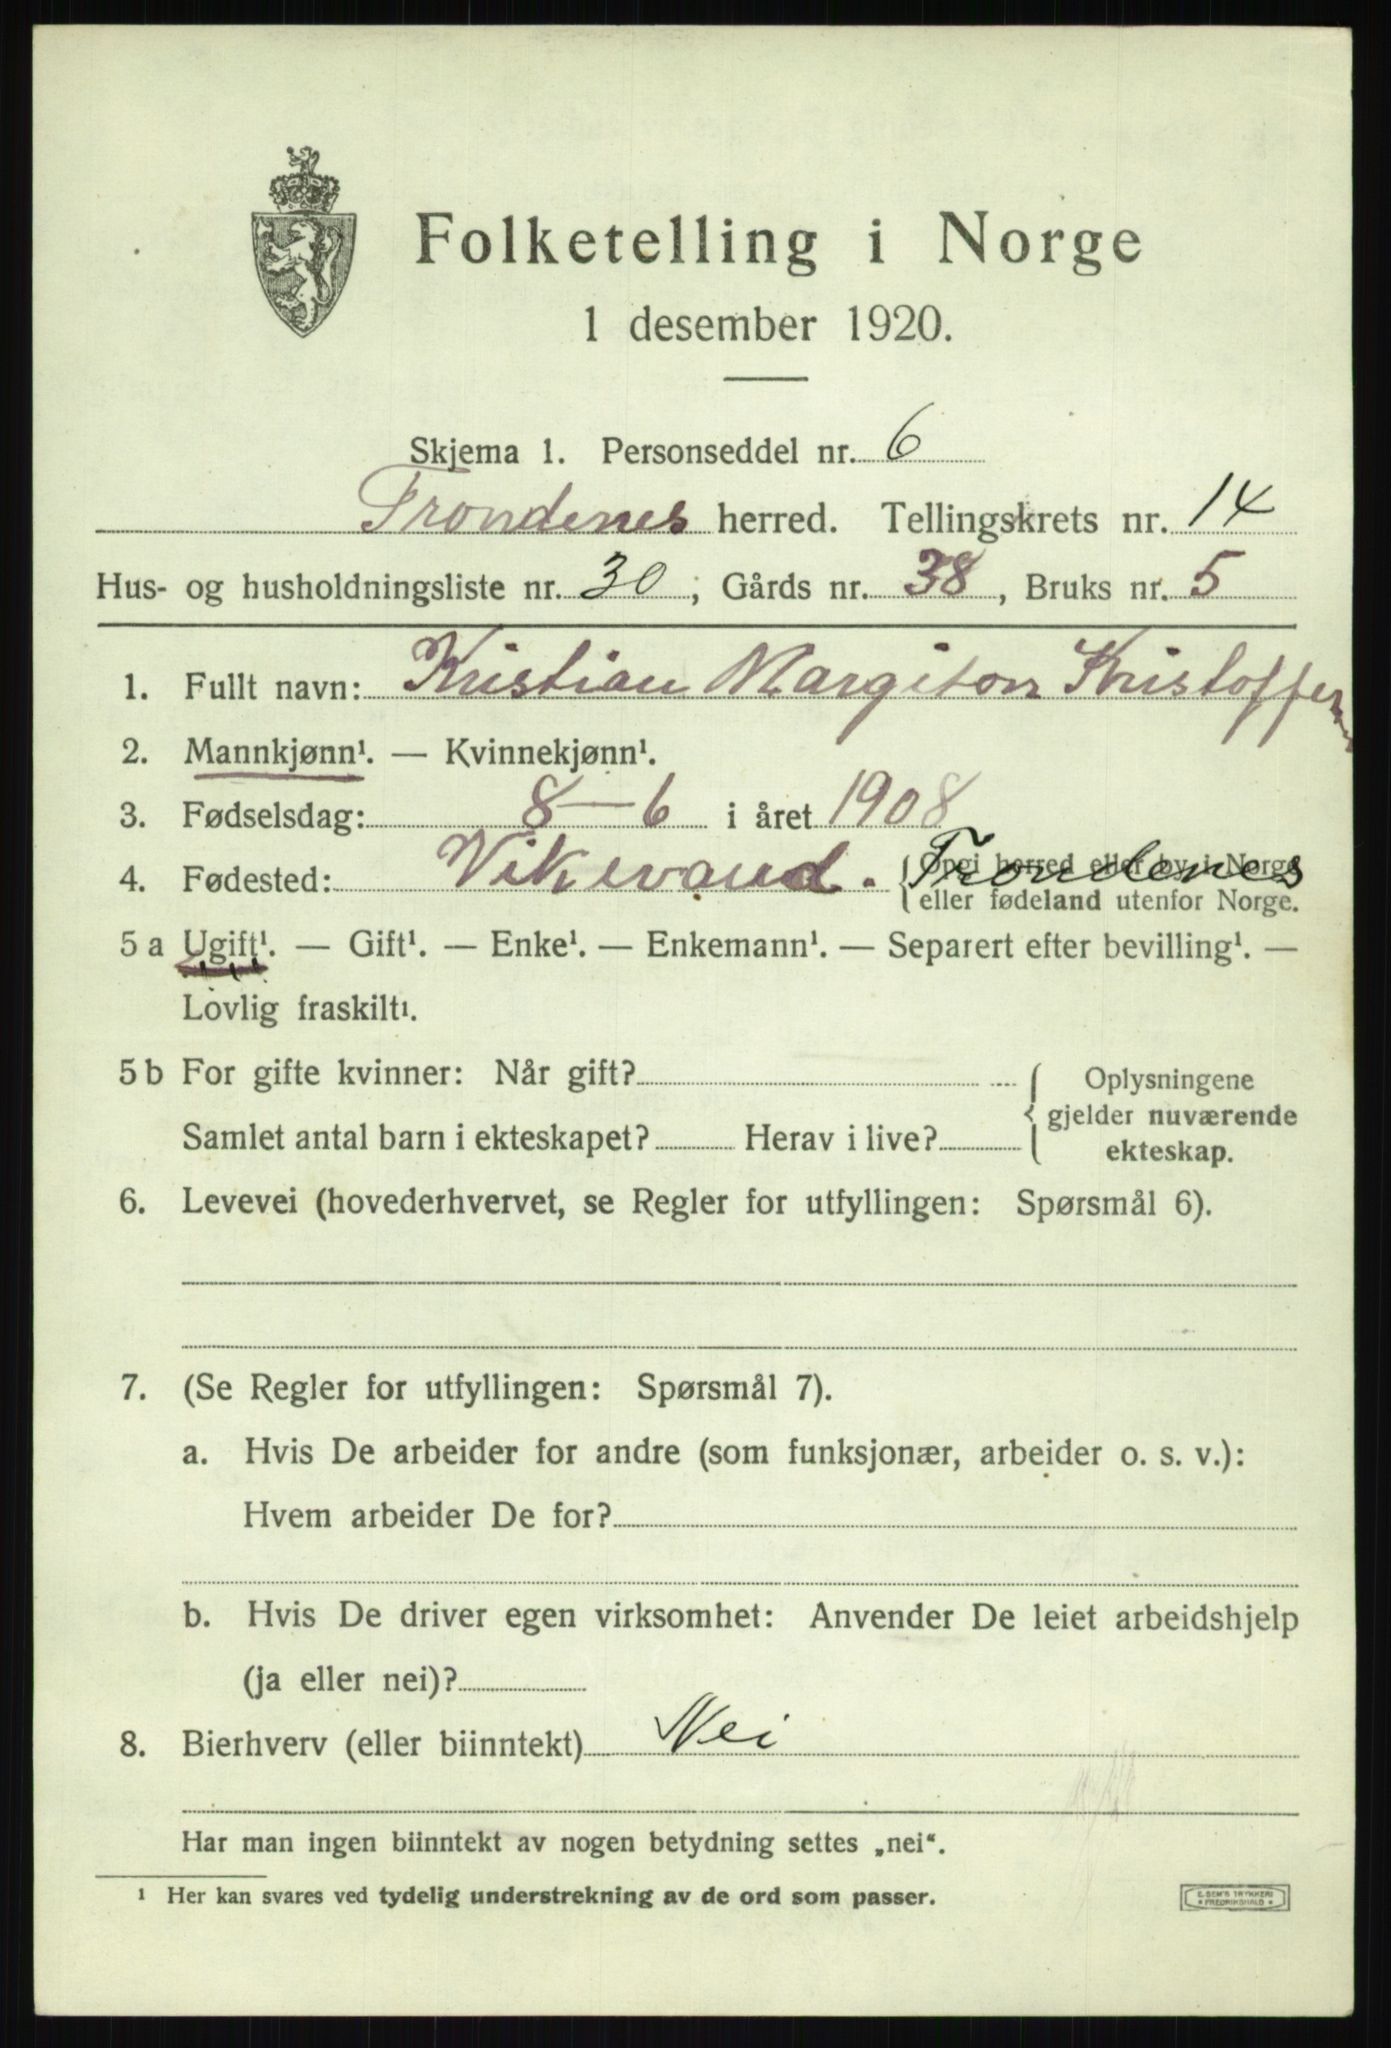 Folketelling i Norge
1 desember 1920.
Skjema 1. Personseddel nr. 6
Trondenes herred. Tellingskrets nr. 14
Hus- og husholdningsliste nr. 30, Gårds nr. 38, Bruks nr. 5
1. Fullt navn: Kristian Margiton Kristoffersen
2. Mannkjønn¹. — Kvinnekjønn¹.
3. Fødselsdag: 8-6 i året 1908
4. Fødested: Vikevand. Trondenes {Opgi herred eller by i Norge
eller fødeland utenfor Norge.
5 a Ugift¹. — Gift¹. — Enke¹. — Enkemann¹. — Separert efter bevilling¹. —
Lovlig fraskilt¹.
5 b For gifte kvinner: Når gift? { Oplysningene
gjelder nuværende
Samlet antal barn i ekteskapet? Herav i live? ekteskap.
6. Levevei (hovederhvervet, se Regler for utfyllingen: Spørsmål 6).
7. (Se Regler for utfyllingen: Spørsmål 7).
a. Hvis De arbeider for andre (som funksjonær, arbeider o. s. v.):
Hvem arbeider De for?
b. Hvis De driver egen virksomhet: Anvender De leiet arbeidshjelp
(ja eller nei)?
8. Bierhverv (eller biinntekt) Nei
Har man ingen biinntekt av nogen betydning settes „nei“.
¹ Her kan svares ved tydelig understrekning av de ord som passer.
E. SEM'S TRYKKERI
FREDRIKSHALD